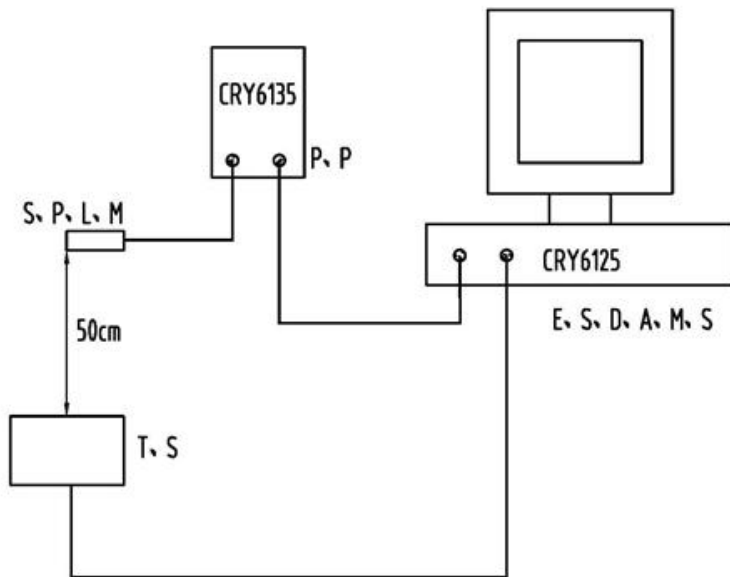 CRY6135
P、P
S、P、L、M
CRY6125
E、S、D、A、M、S
50cm
T、S